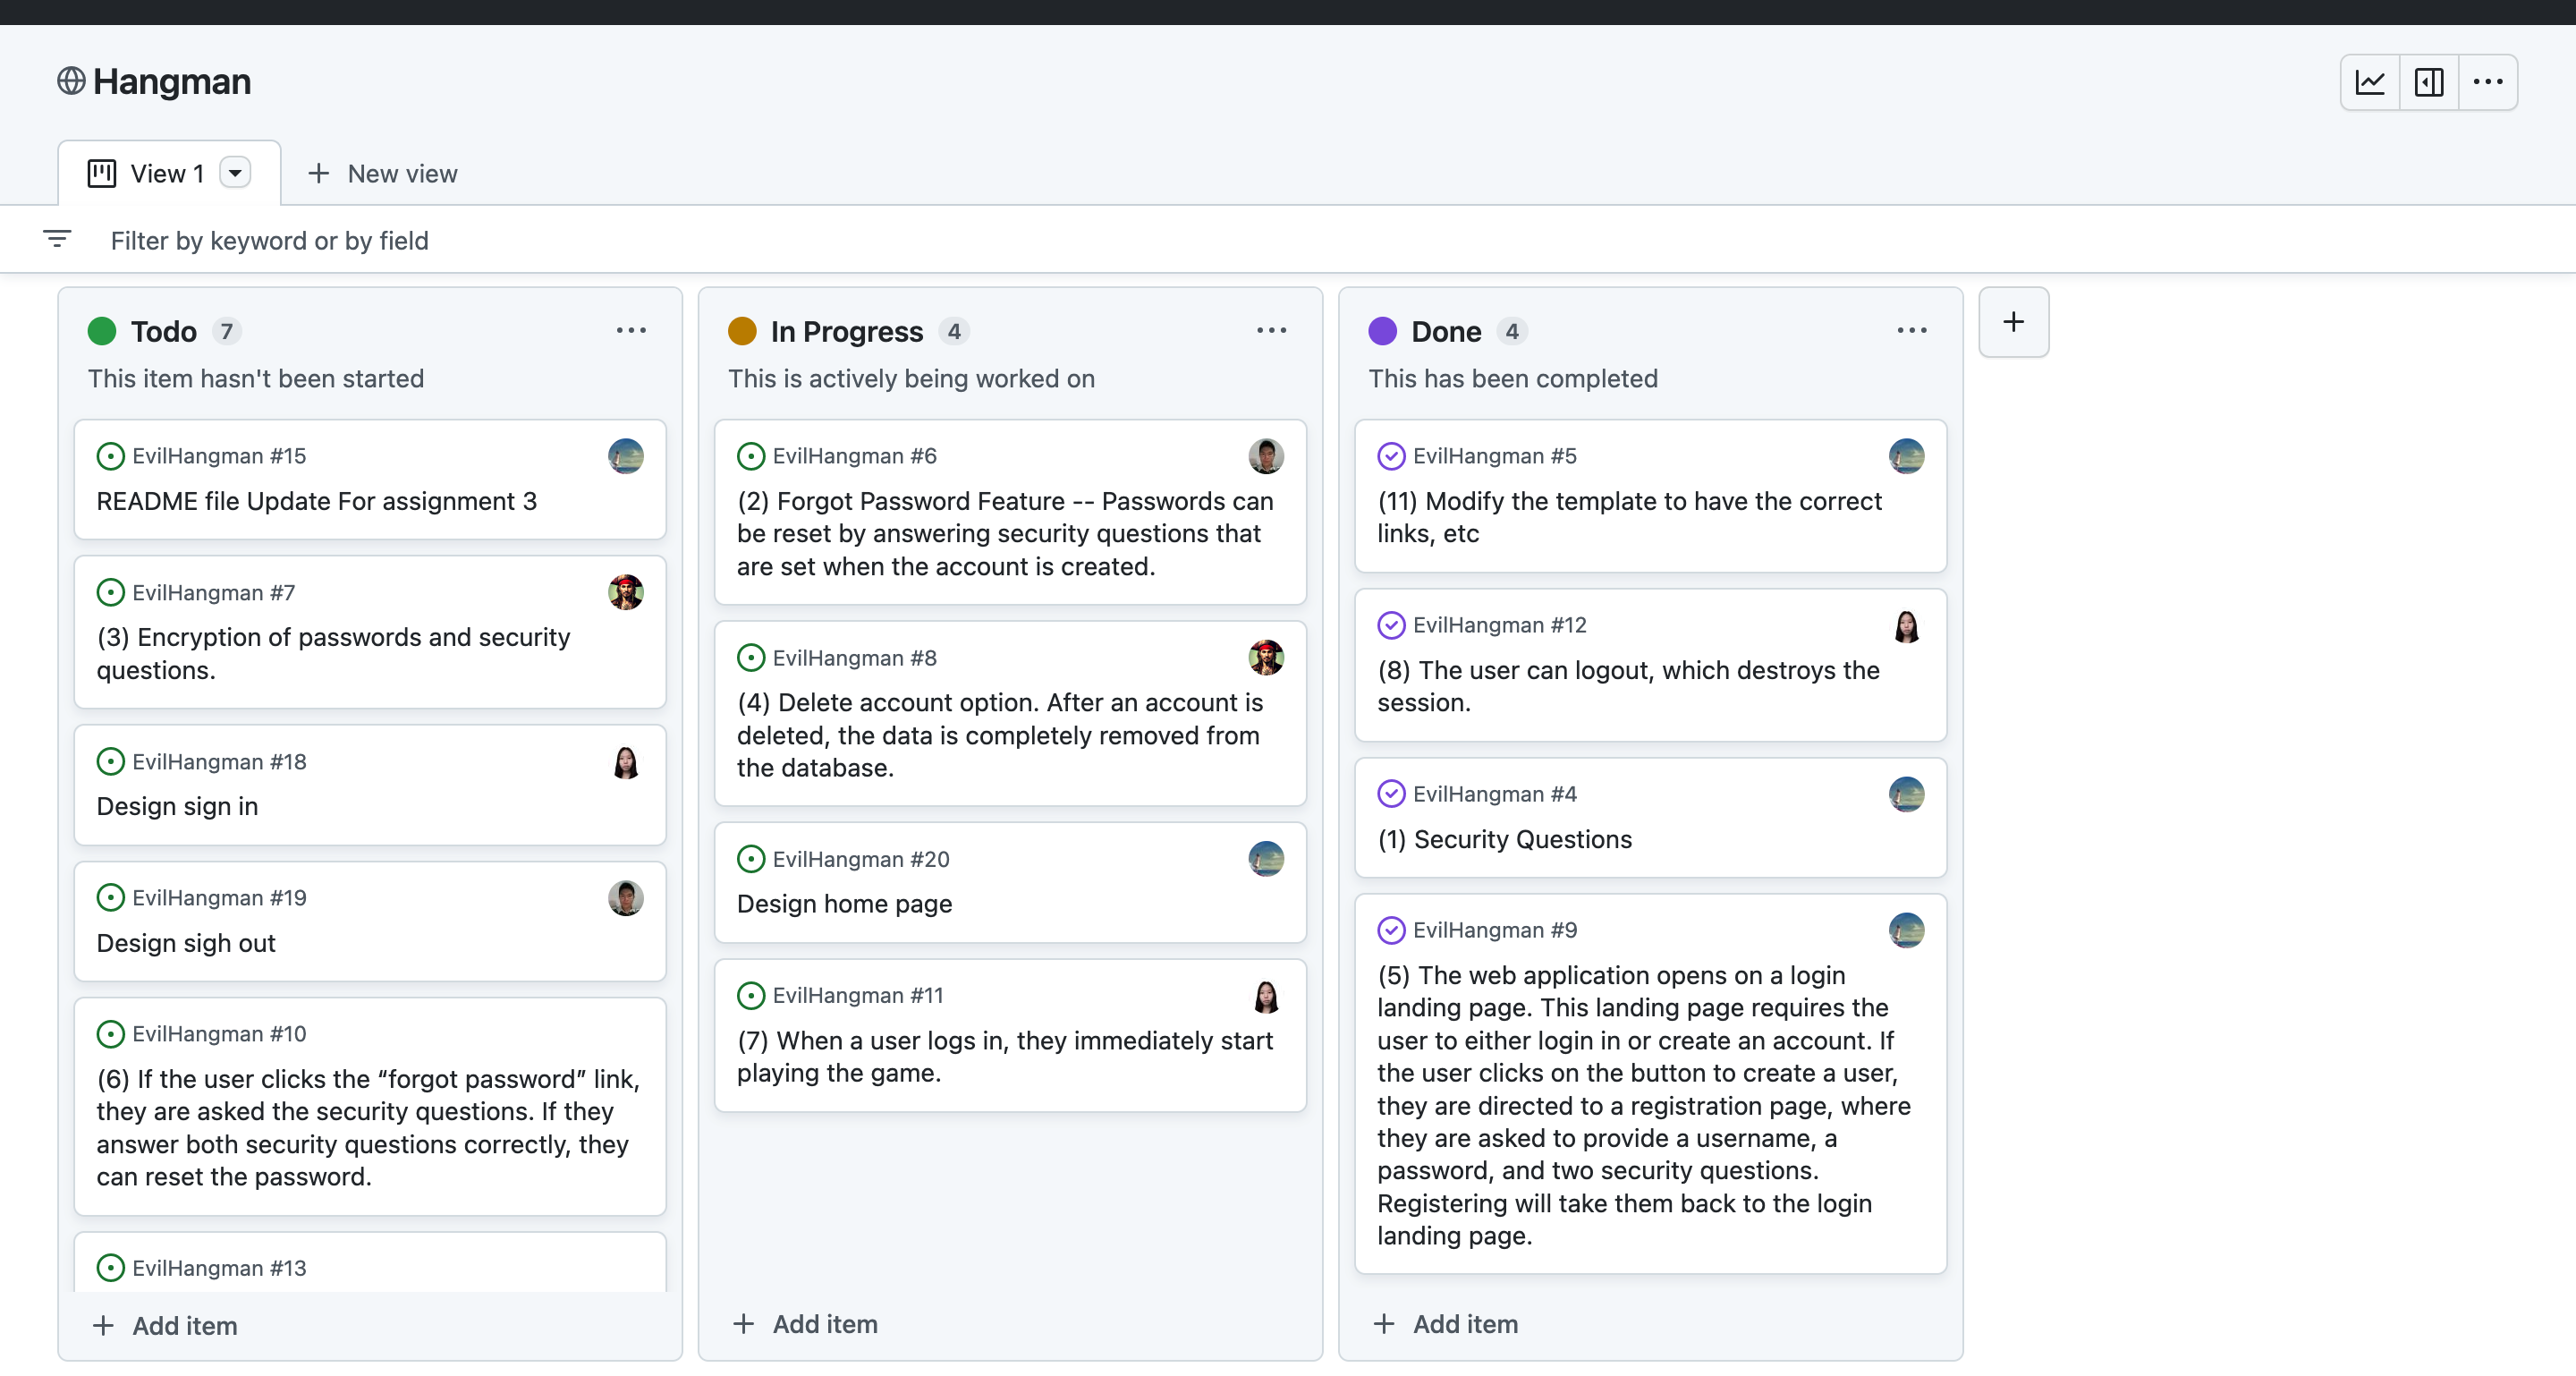 Hangman
View 1
New view
Filter by keyword or by field
Todo 7
This item hasn't been started
EvilHangman #15
README file Update For assignment 3
EvilHangman #7
(3) Encryption of passwords and security
questions.
EvilHangman #18
Design sign in
EvilHangman #19
Design sigh out
EvilHangman #10
(6) If the user clicks the “forgot password” link,
they are asked the security questions. If they
answer both security questions correctly, they
can reset the password.
EvilHangman #13
Add item
In Progress 4
This is actively being worked on
EvilHangman #6
(2) Forgot Password Feature -- Passwords can
be reset by answering security questions that
are set when the account is created.
EvilHangman #8
(4) Delete account option. After an account is
deleted, the data is completely removed from
the database.
EvilHangman #20
Design home page
EvilHangman #11
(7) When a user logs in, they immediately start
playing the game.
Add item
Done 4
This has been completed
EvilHangman #5
(11) Modify the template to have the correct
links, etc
EvilHangman #12
(8) The user can logout, which destroys the
session.
EvilHangman #4
(1) Security Questions
EvilHangman #9
(5) The web application opens on a login
landing page. This landing page requires the
user to either login in or create an account. If
the user clicks on the button to create a user,
they are directed to a registration page, where
they are asked to provide a username, a
password, and two security questions.
Registering will take them back to the login
landing page.
Add item